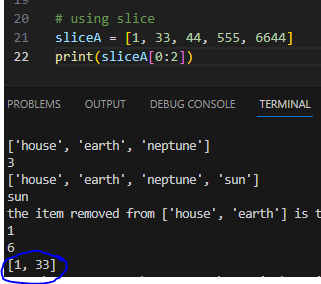 20 # using slice
21 sliceA = [1, 33, 44, 555, 6644]
22 print(sliceA[0:2])
PROBLEMS OUTPUT DEBUG CONSOLE TERMINAL
['house', 'earth', 'neptune']
3
['house', 'earth', 'neptune', 'sun']
sun
the item removed from ['house', 'earth'] is t
1
6
[1, 33]